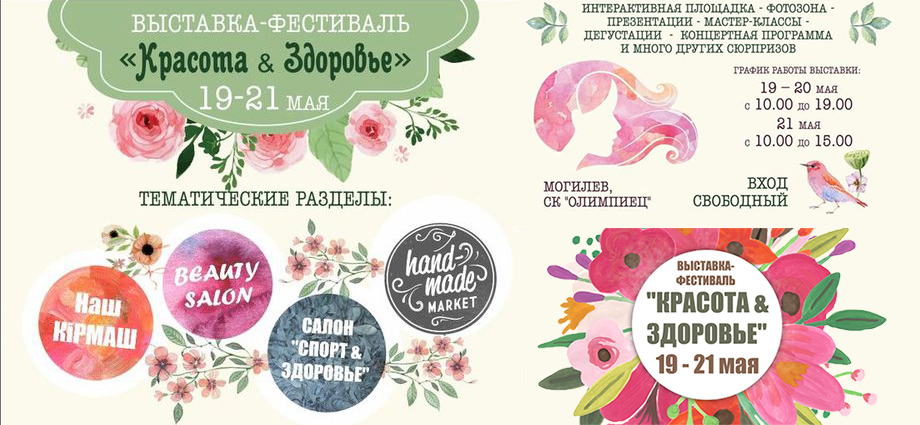 ВЫСТАВКА-ФЕСТИВАЛЬ
«Красота & Здоровье»
19-21 МАЯ
ТЕМАТИЧЕСКИЕ РАЗДЕЛЫ:
Наш
КіРМАШ
BEAUTY
SALON
САЛОН
"СПОРТ &
ЗДОРОВЬЕ"
hand-
made
MARKET
ИНТЕРАКТИВНАЯ ПЛОЩАДКА - ФОТОЗОНА -
ПРЕЗЕНТАЦИИ - МАСТЕР-КЛАССЫ -
ДЕГУСТАЦИИ - КОНЦЕРТНАЯ ПРОГРАММА
И МНОГО ДРУГИХ СЮРПРИЗОВ
ГРАФИК РАБОТЫ ВЫСТАВКИ:
19 – 20 МАЯ
с 10.00 до 19.00
21 МАЯ
с 10.00 до 15.00
МОГИЛЕВ,
СК "ОЛИМПИЕЦ"
ВХОД
СВОБОДНЫЙ
ВЫСТАВКА-
ФЕСТИВАЛЬ
"КРАСОТА &
ЗДОРОВЬЕ"
19 - 21 мая